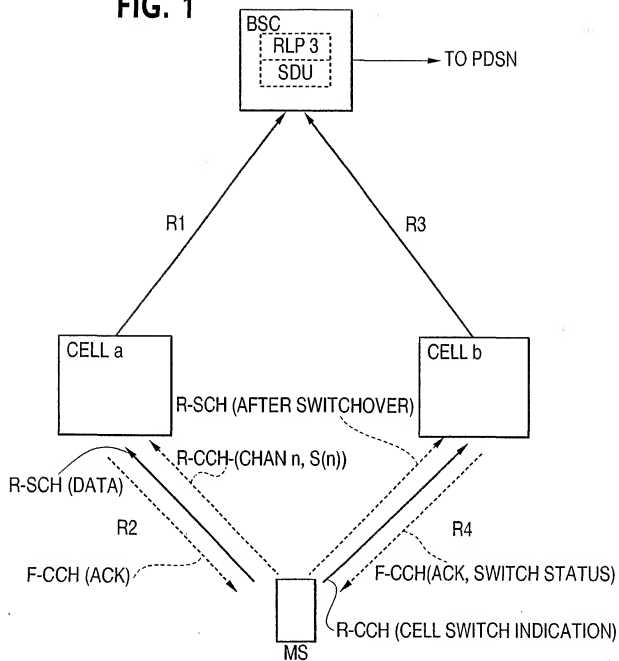 FIG. 1
BSC
RLP 3
SDU
TO PDSN
R1
R3
CELL a
CELL b
R-SCH (AFTER SWITCHOVER)
R-CCH-(CHAN n, S(n))
R-SCH (DATA)
R2
R4
F-CCH (ACK)
F-CCH(ACK, SWITCH STATUS)
R-CCH (CELL SWITCH INDICATION)
MS